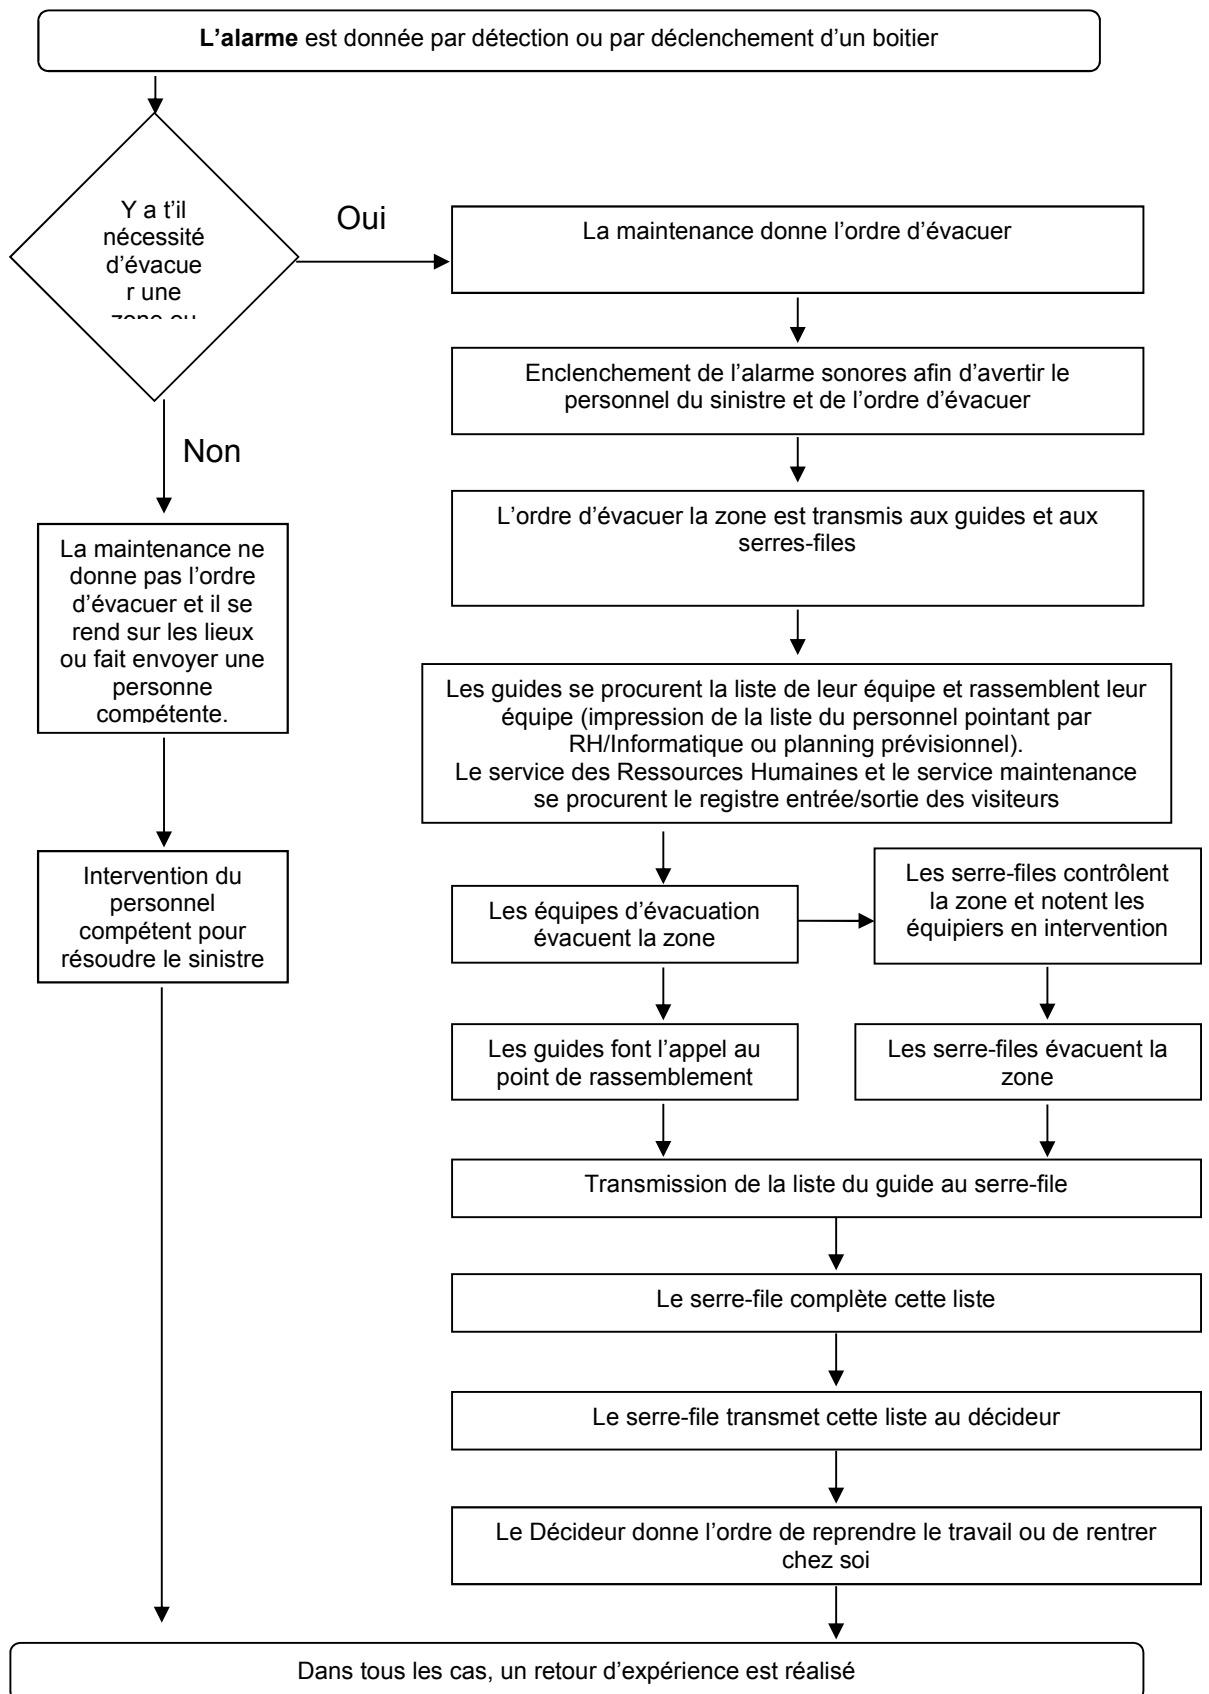 L'alarme est donnée par détection ou par déclenchement d'un boitier
Y a t'il
nécessité
d'évacue
r une
zone ou
Oui
La maintenance donne l'ordre d'évacuer
Enclenchement de l'alarme sonores afin d'avertir le
personnel du sinistre et de l'ordre d'évacuer
Non
L'ordre d'évacuer la zone est transmis aux guides et aux
serres-files
La maintenance ne
donne pas l'ordre
d'évacuer et il se
rend sur les lieux
ou fait envoyer une
personne
compétente.
Les guides se procurent la liste de leur équipe et rassemblent leur
équipe (impression de la liste du personnel pointant par
RH/Informatique ou planning prévisionnel).
Le service des Ressources Humaines et le service maintenance
se procurent le registre entrée/sortie des visiteurs
Intervention du
personnel
compétent pour
résoudre le sinistre
Les équipes d'évacuation
évacuent la zone
Les serre-files contrôlent
la zone et notent les
équipiers en intervention
Les guides font l'appel au
point de rassemblement
Les serre-files évacuent la
zone
Transmission de la liste du guide au serre-file
Le serre-file complète cette liste
Le serre-file transmet cette liste au décideur
Le Décideur donne l'ordre de reprendre le travail ou de rentrer
chez soi
Dans tous les cas, un retour d'expérience est réalisé